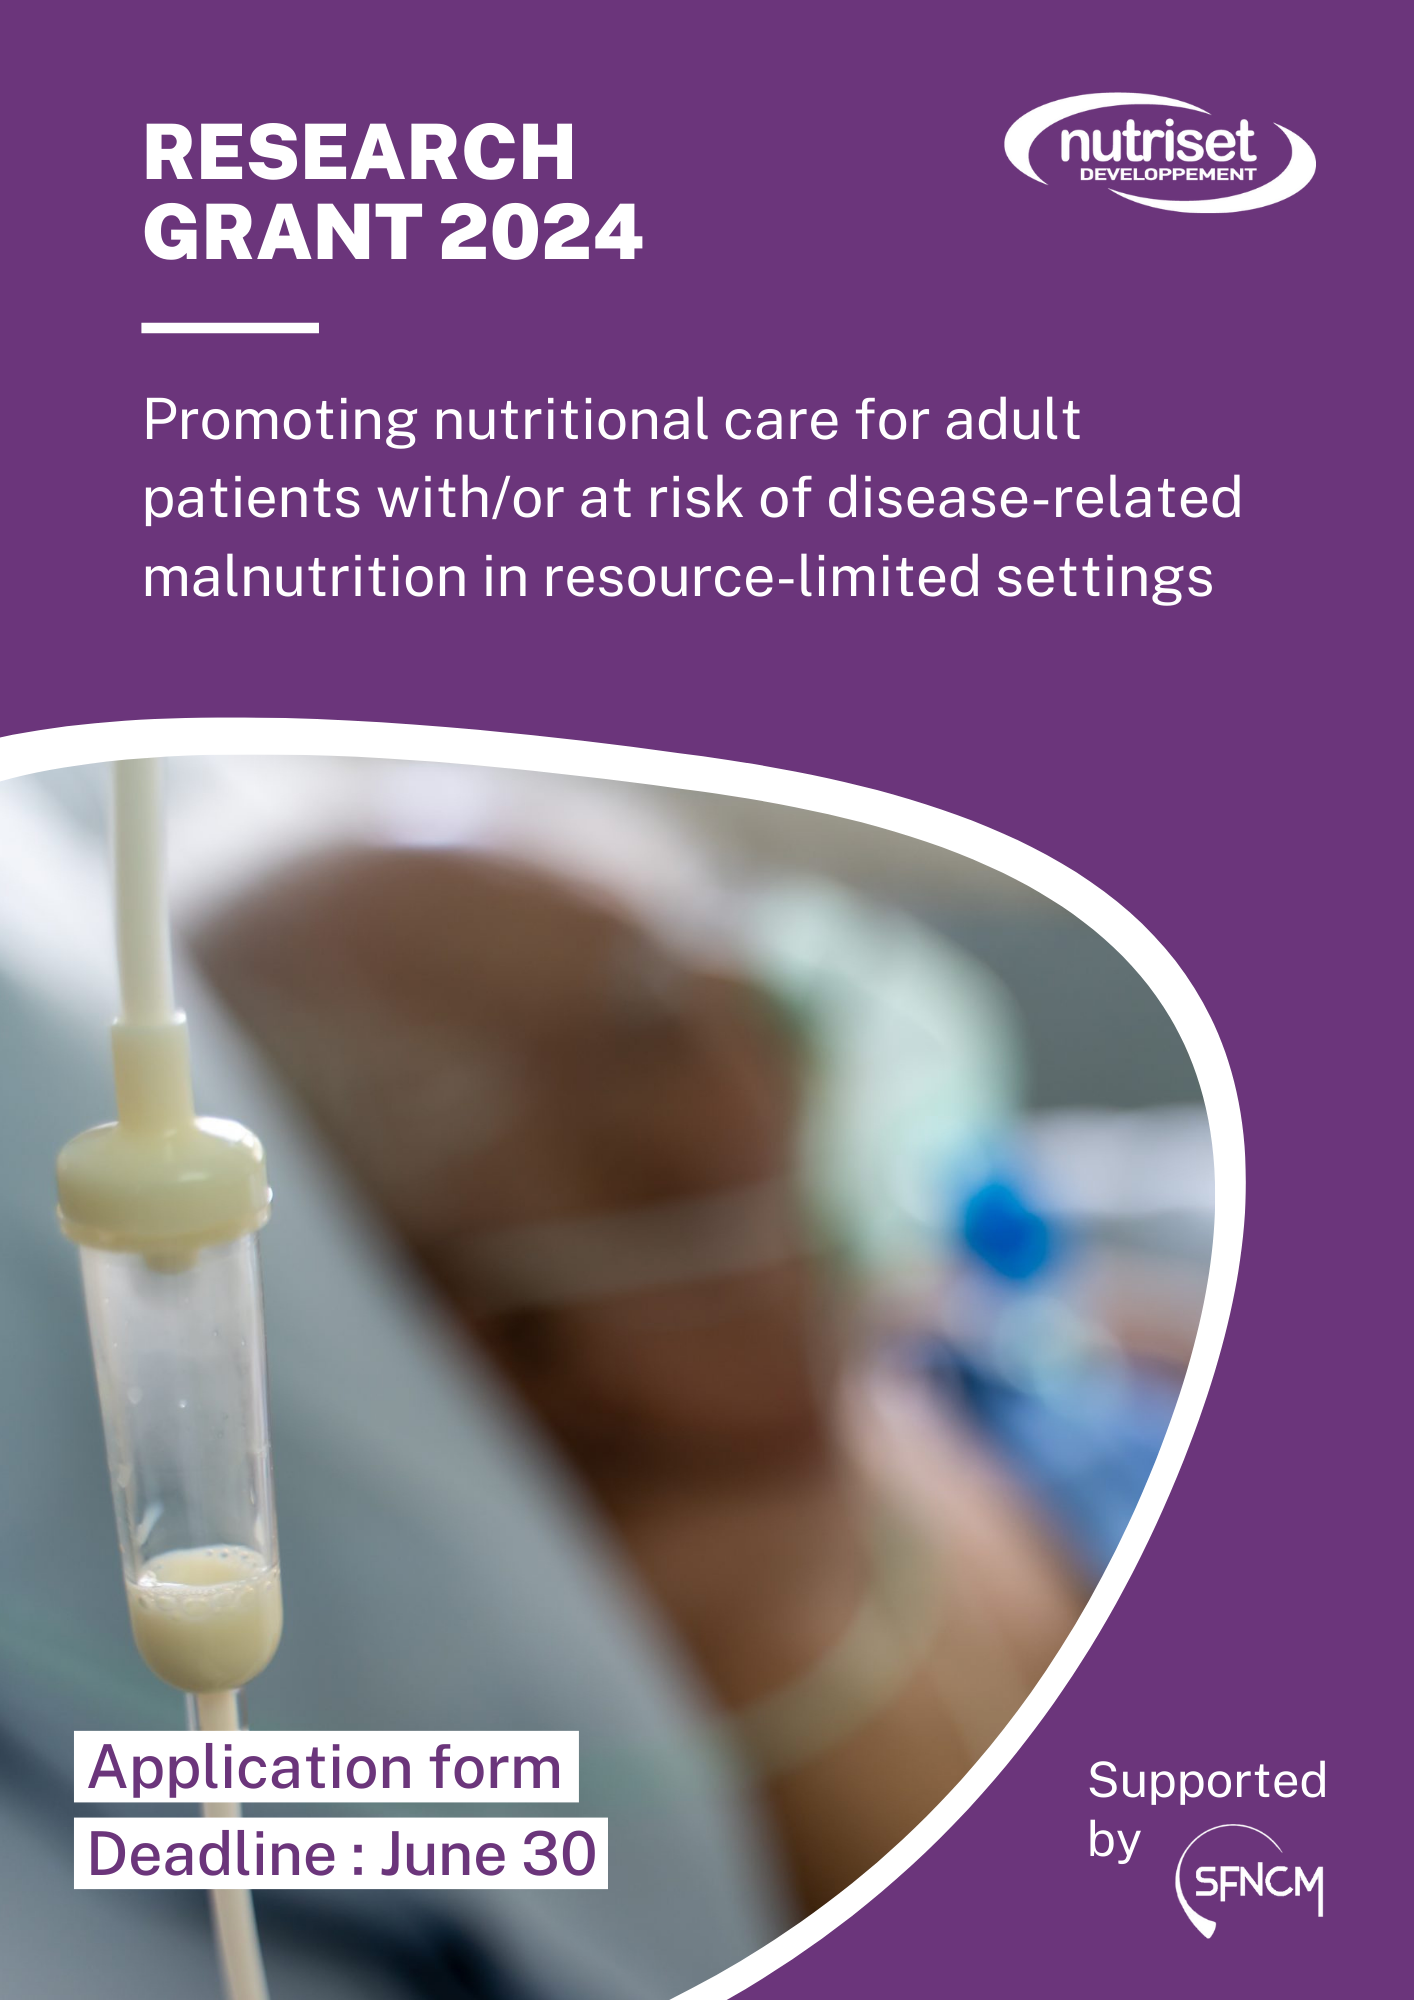 RESEARCH
GRANT 2024
nutriset
DEVELOPPEMENT
Promoting nutritional care for adult
patients with/or at risk of disease-related
malnutrition in resource-limited settings
Application form
Deadline : June 30
Supported
by
SFNCM